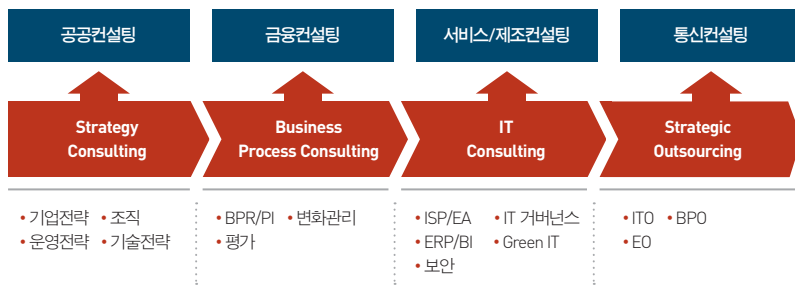 공공컨설팅
금융컨설팅
서비스/제조컨설팅
통신컨설팅
Strategy
Consulting
Business
Process Consulting
IT
Consulting
Strategic
Outsourcing
• 기업전략 • 조직
• 운영전략 • 기술전략
• BPR/PI • 변화관리
• 평가
• ISP/EA • IT 거버넌스
• ERP/BI • Green IT
• 보안
• ITO • BPO
• EO